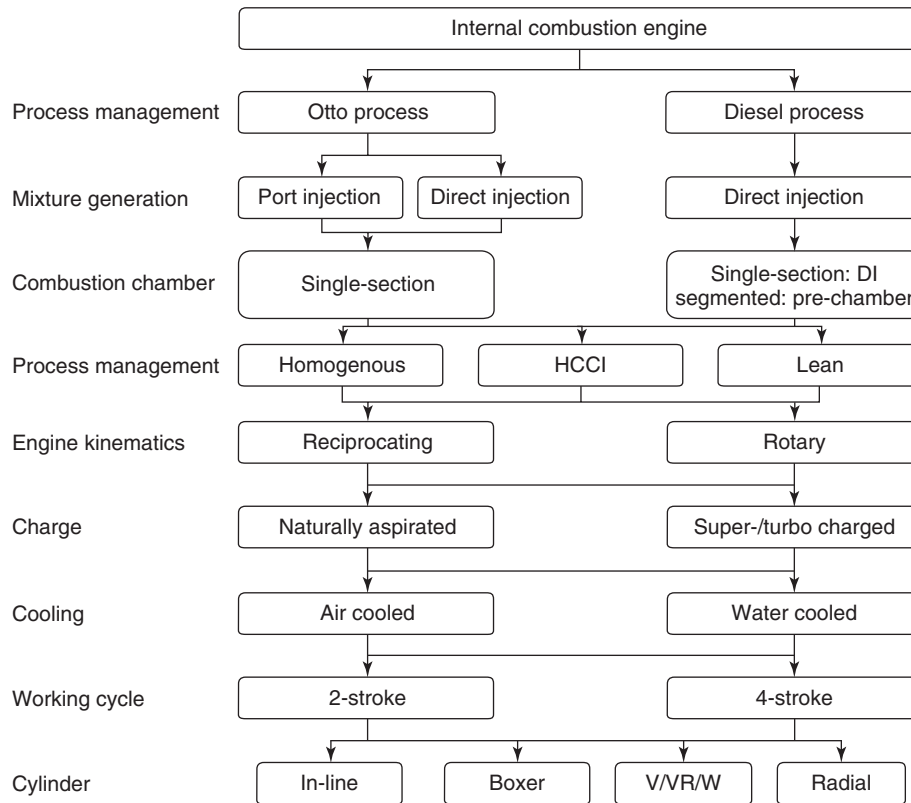 Internal combustion engine
Process management
Otto process
Diesel process
Mixture generation
Port injection
Direct injection
Direct injection
Combustion chamber
Single-section
Single-section: DI
segmented: pre-chamber
Process management
Homogenous
HCCI
Lean
Engine kinematics
Reciprocating
Rotary
Charge
Naturally aspirated
Super-/turbo charged
Cooling
Air cooled
Water cooled
Working cycle
2-stroke
4-stroke
Cylinder
In-line
Boxer
V/VR/W
Radial